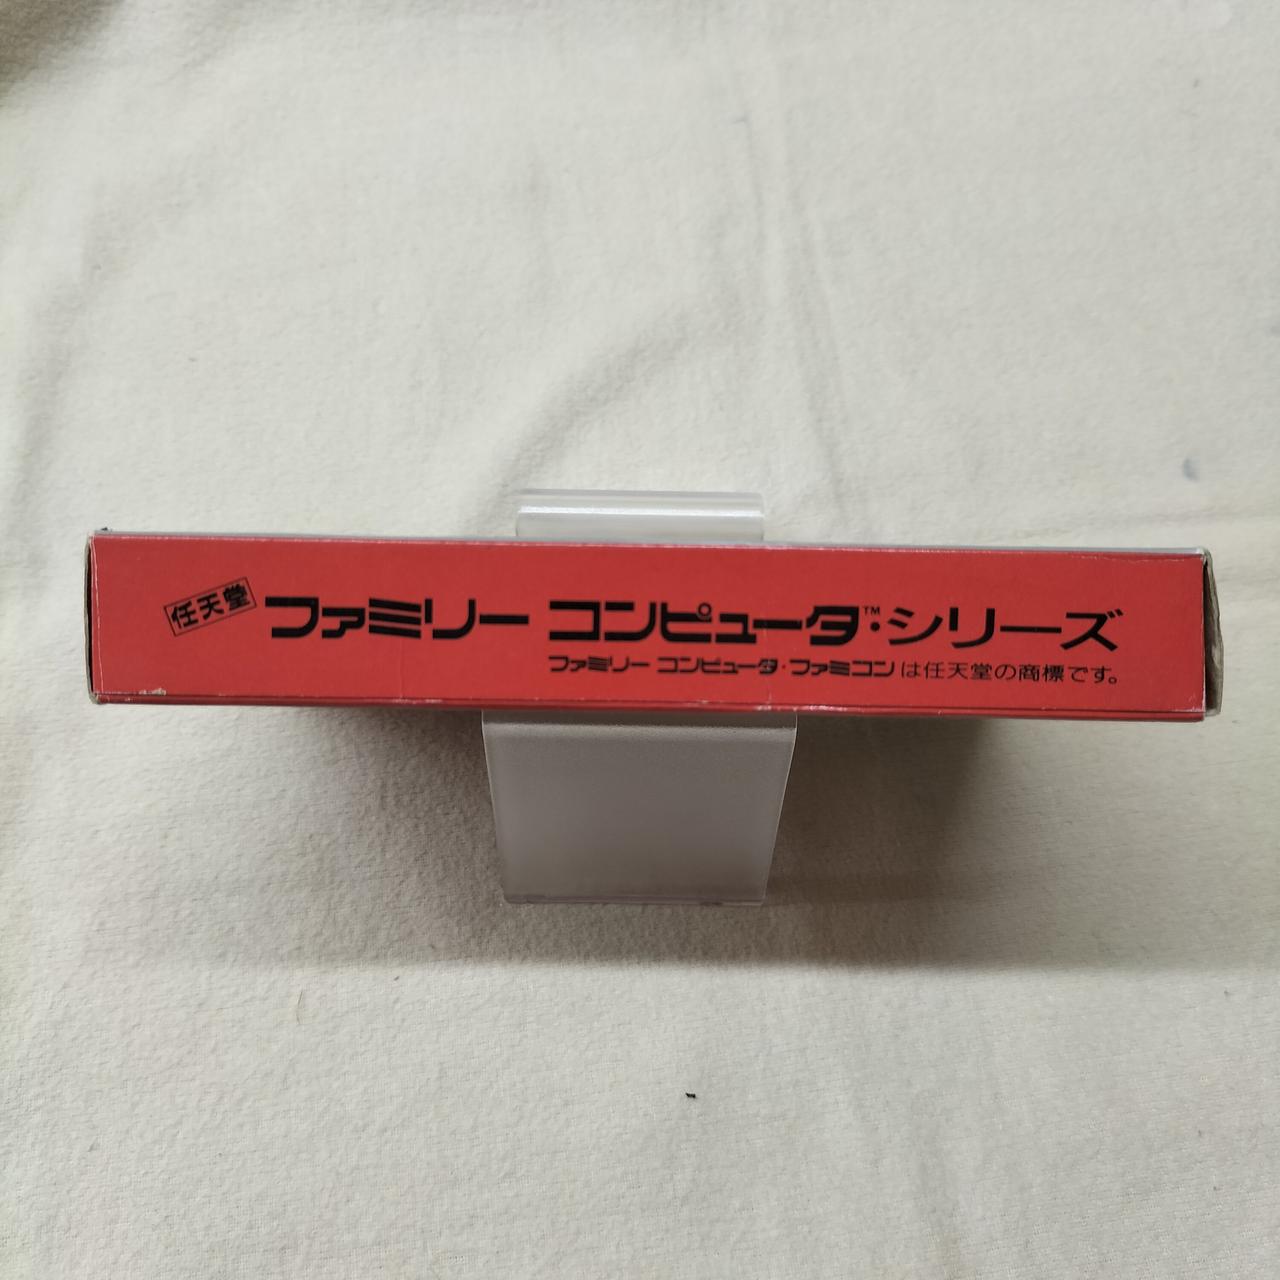 任天堂 ファミリー コンピュータ™・シリーズ
ファミリー コンピュータ・ファミコンは任天堂の商標です。